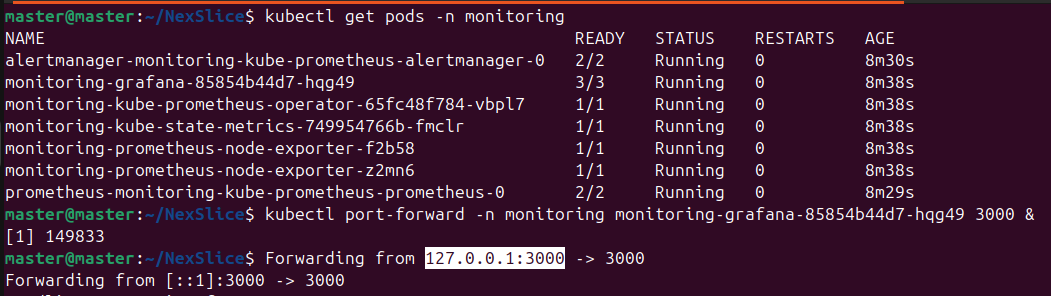 master@master:~/NexSlice$ kubectl get pods -n monitoring
NAME READY STATUS RESTARTS AGE
alertmanager-monitoring-kube-prometheus-alertmanager-0 2/2 Running 0 8m30s
monitoring-grafana-85854b44d7-hqg49 3/3 Running 0 8m38s
monitoring-kube-prometheus-operator-65fc48f784-vbpl7 1/1 Running 0 8m38s
monitoring-kube-state-metrics-749954766b-fmclr 1/1 Running 0 8m38s
monitoring-prometheus-node-exporter-f2b58 1/1 Running 0 8m38s
monitoring-prometheus-node-exporter-z2mn6 1/1 Running 0 8m38s
prometheus-monitoring-kube-prometheus-prometheus-0 2/2 Running 0 8m29s
master@master:~/NexSlice$ kubectl port-forward -n monitoring monitoring-grafana-85854b44d7-hqg49 3000 &
[1] 149833
master@master:~/NexSlice$ Forwarding from 127.0.0.1:3000 -> 3000
Forwarding from [::1]:3000 -> 3000